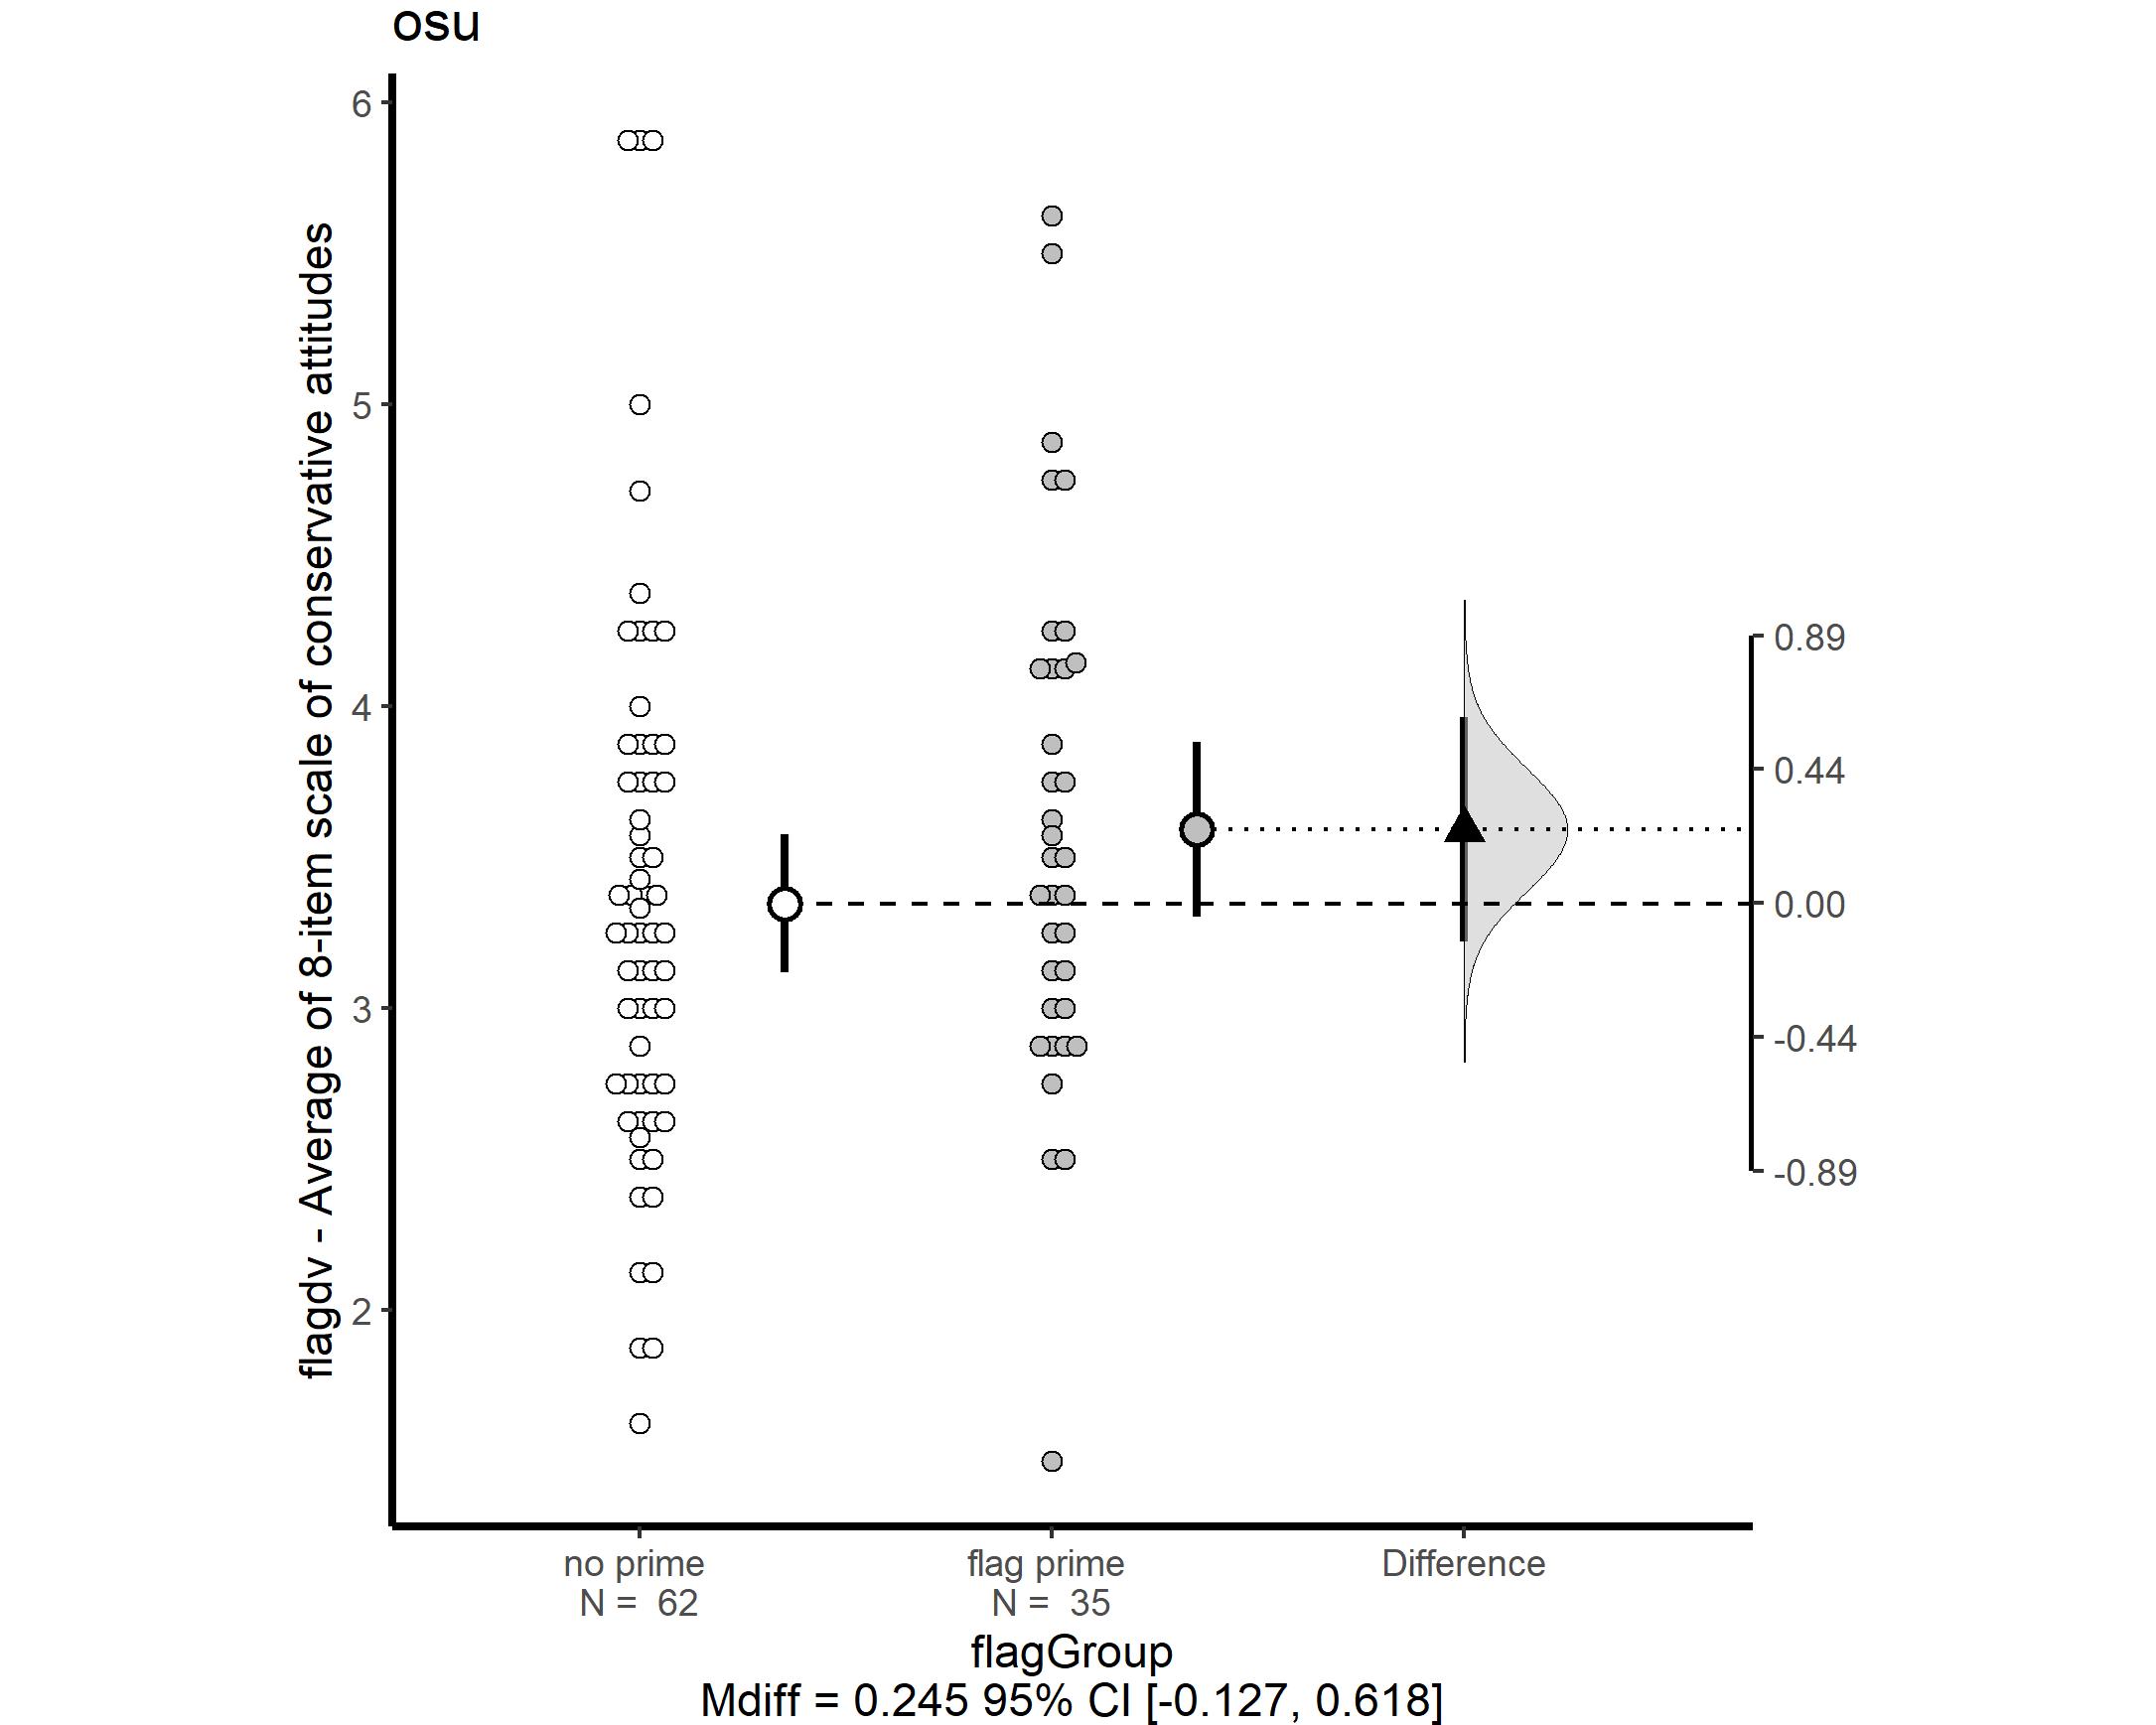 osu
flagdv - Average of 8-item scale of conservative attitudes
6
5
4
3
2
0.89
0.44
0.00
-0.44
-0.89
no prime
N =  62
flag prime
N =  35
Difference
flagGroup
Mdiff = 0.245 95% CI [-0.127, 0.618]